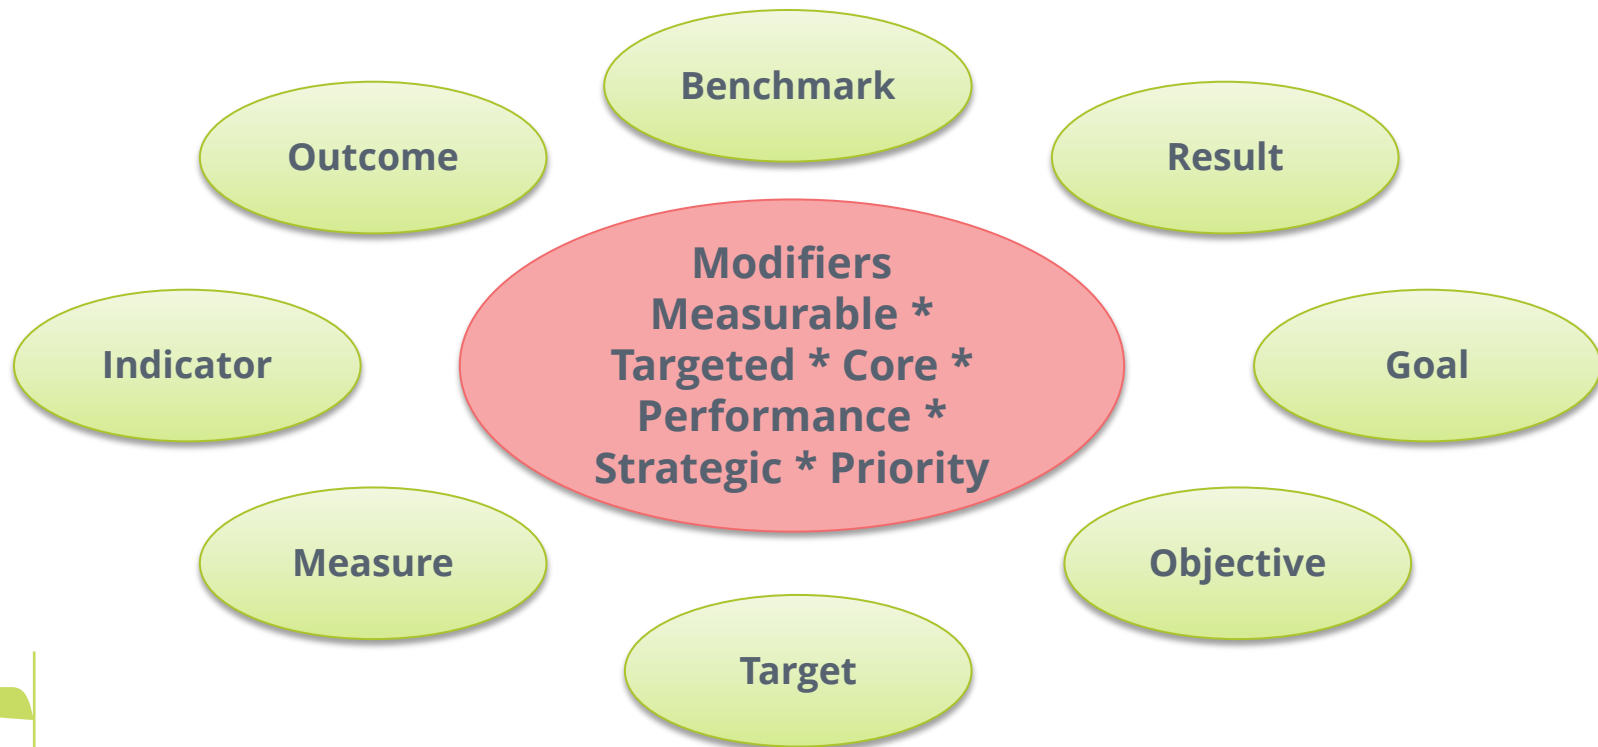 Benchmark
Outcome
Result
Modifiers
Measurable *
Targeted * Core *
Performance *
Strategic * Priority
Indicator
Goal
Measure
Objective
Target